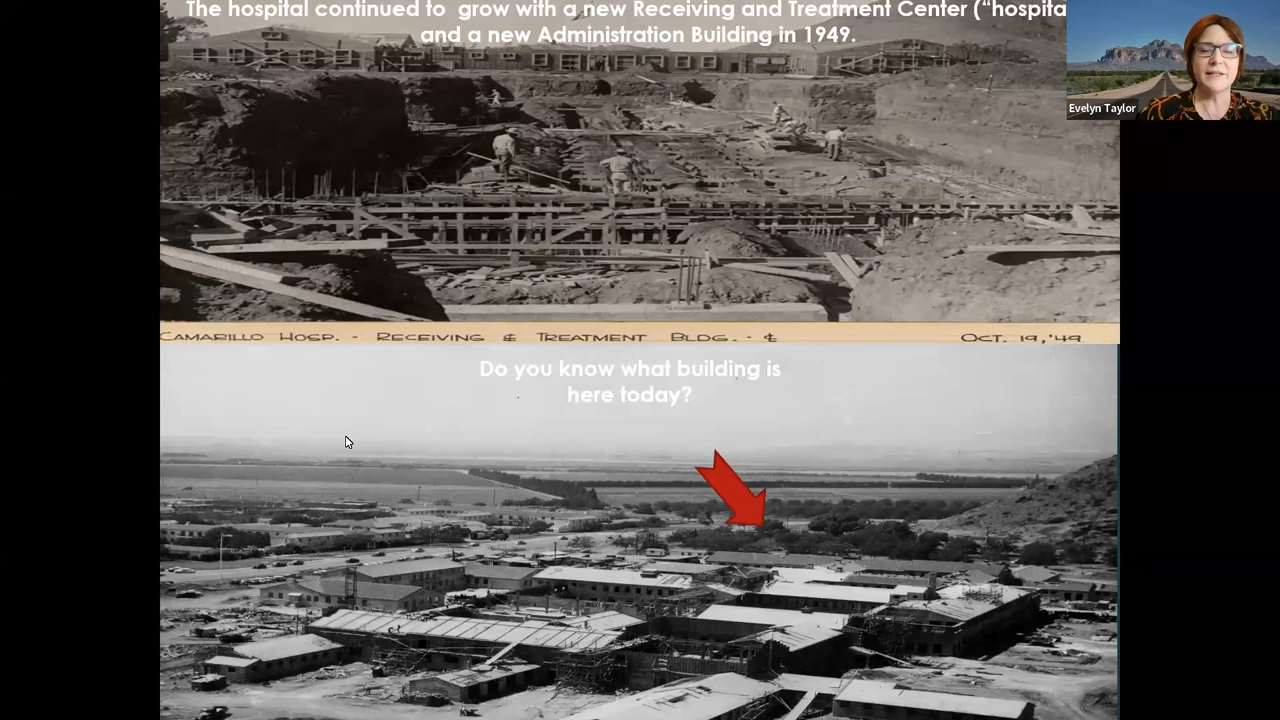 The hospital continued to grow with a new Receiving and Treatment Center (“hospita
and a new Administration Building in 1949.
Evelyn Taylor
CAMARILLO HOSP. - RECEIVING & TREATMENT BLDG. - &
OCT. 19, '49
Do you know what building is
here today?